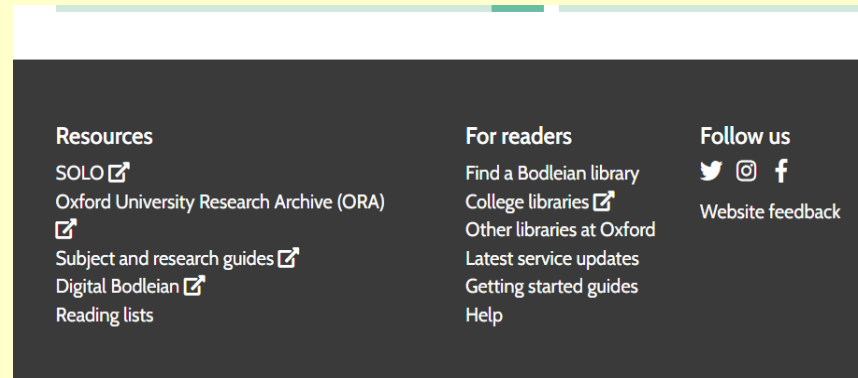 Resources
SOLO
Oxford University Research Archive (ORA)
Subject and research guides
Digital Bodleian
Reading lists
For readers
Find a Bodleian library
College libraries
Other libraries at Oxford
Latest service updates
Getting started guides
Help
Follow us
Website feedback